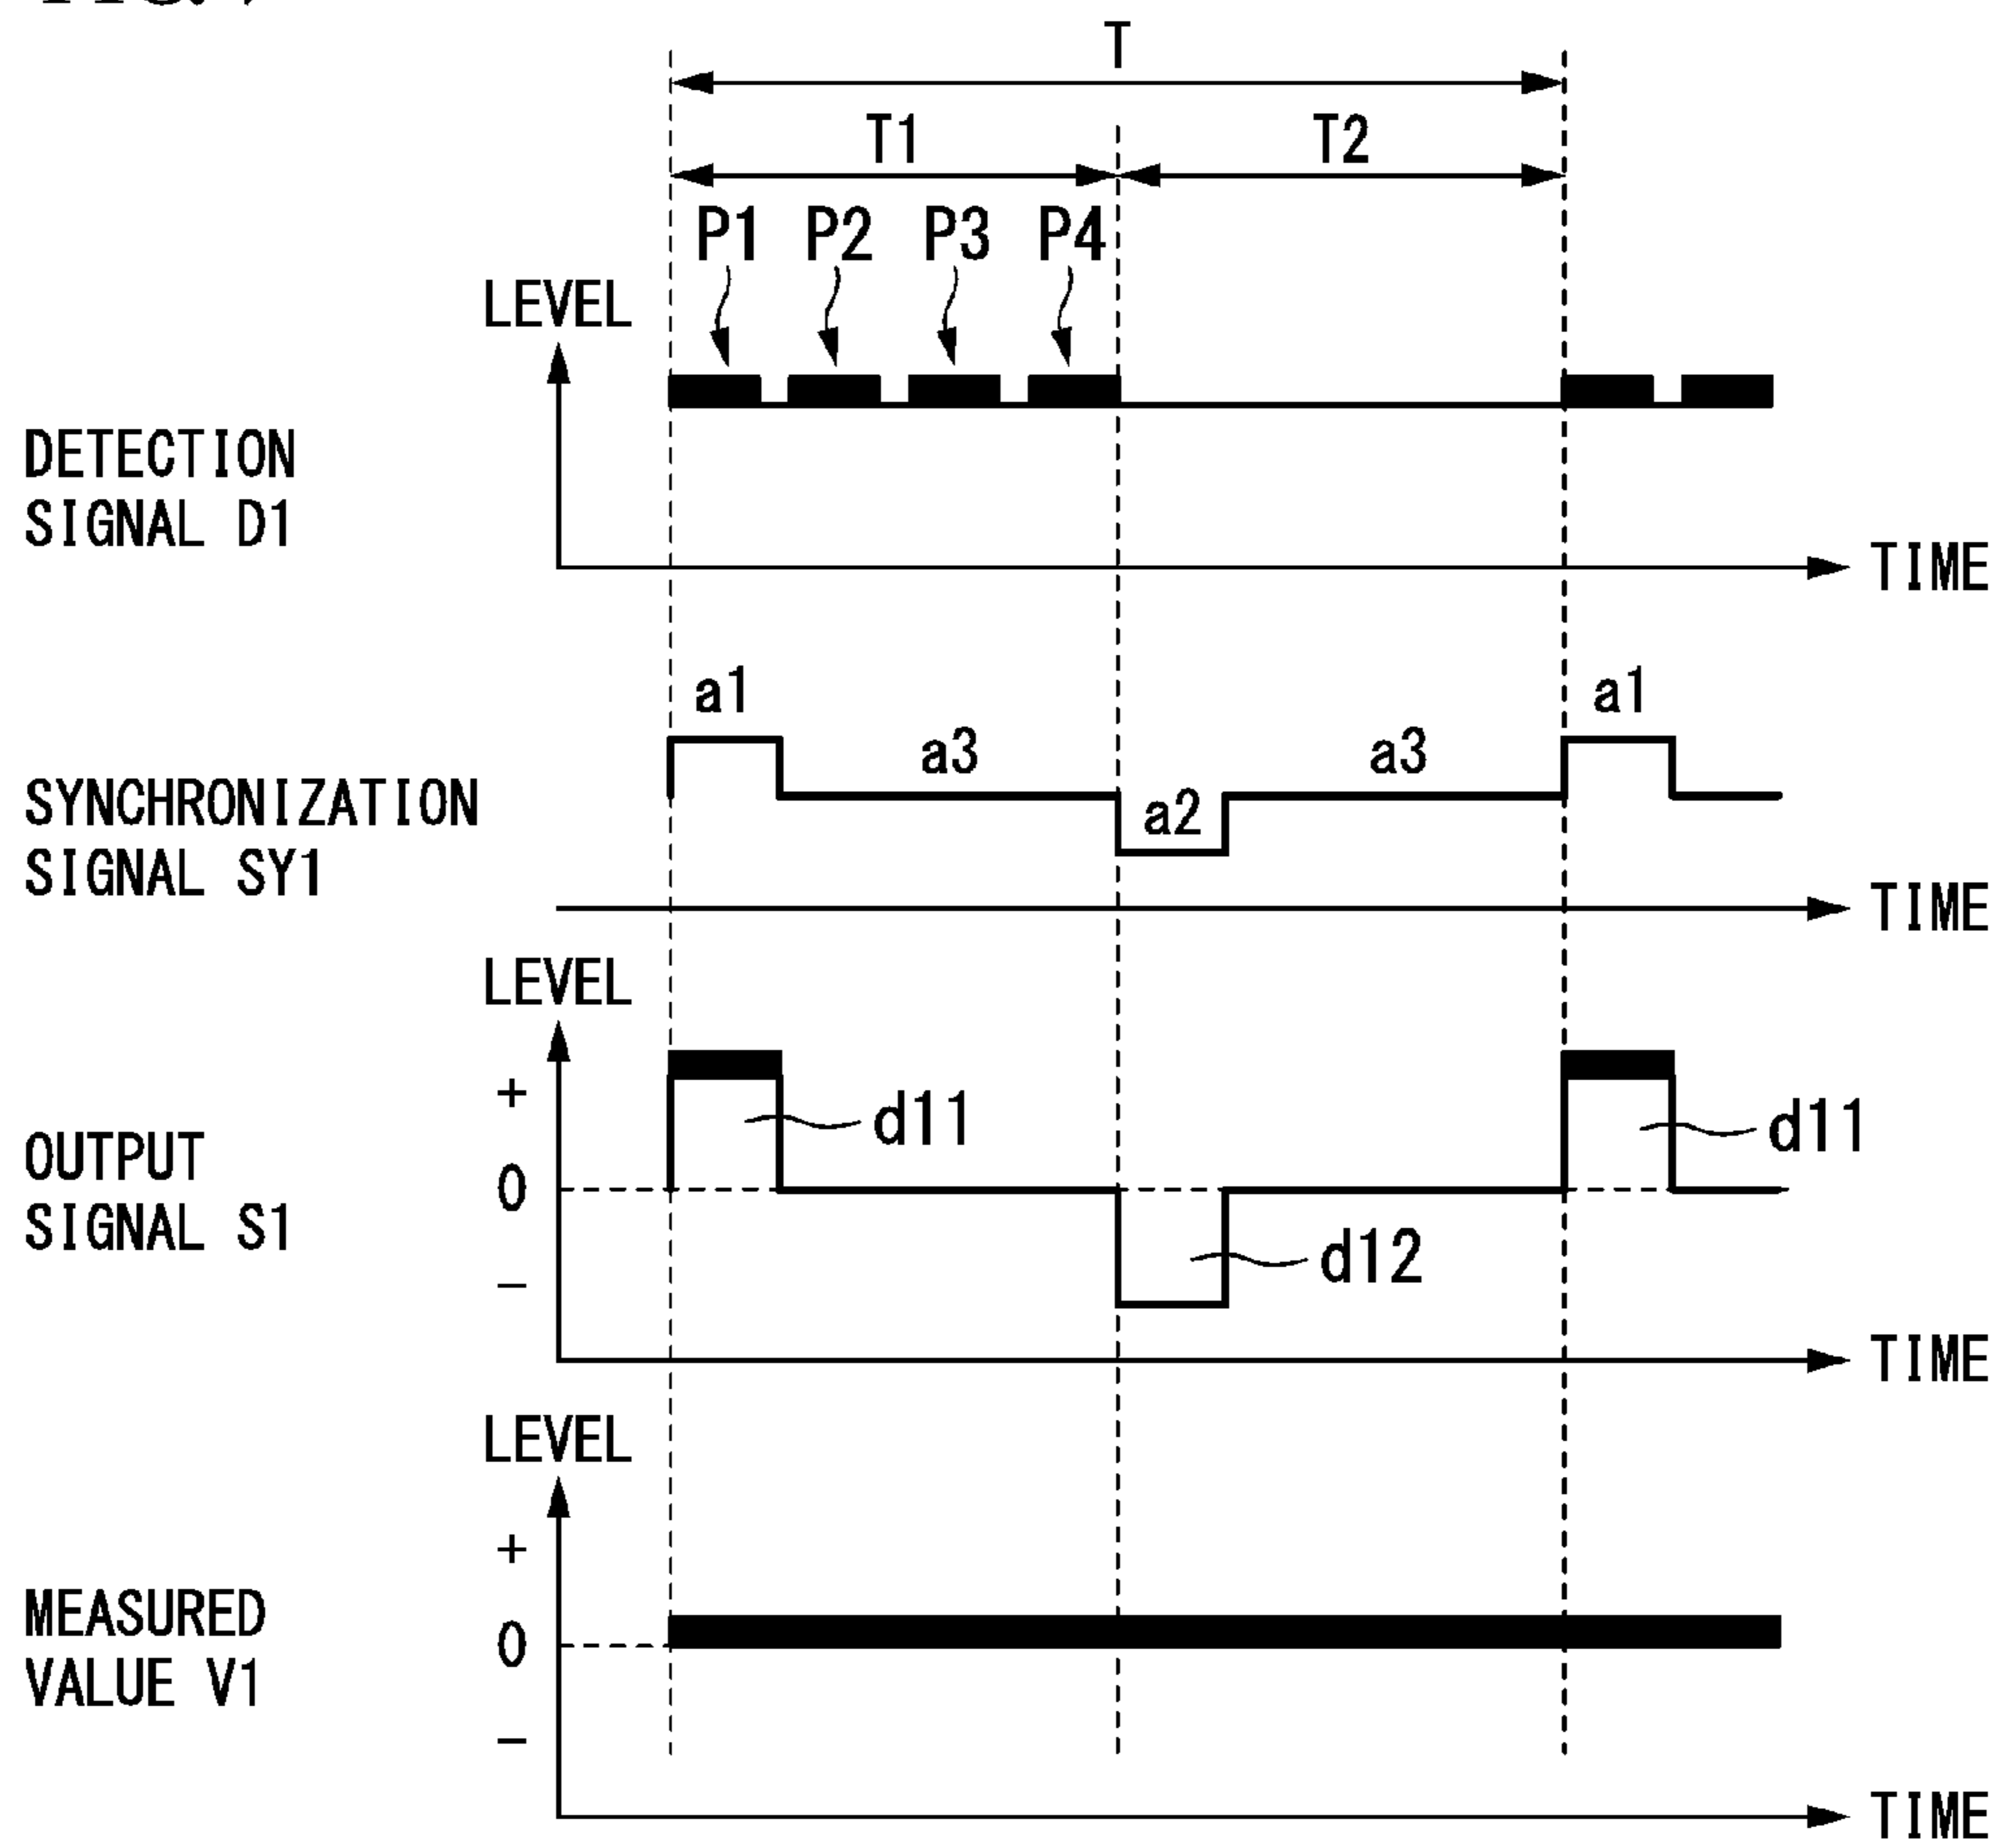 T
T1 T2
P1 P2 P3 P4
LEVEL
DETECTION
SIGNAL D1
TIME
a1 a1
a3 a3
a2
SYNCHRONIZATION
SIGNAL SY1
TIME
LEVEL
+
d11 d11
OUTPUT
SIGNAL S1
0
d12
−
TIME
LEVEL
+
MEASURED
VALUE V1
0
−
TIME